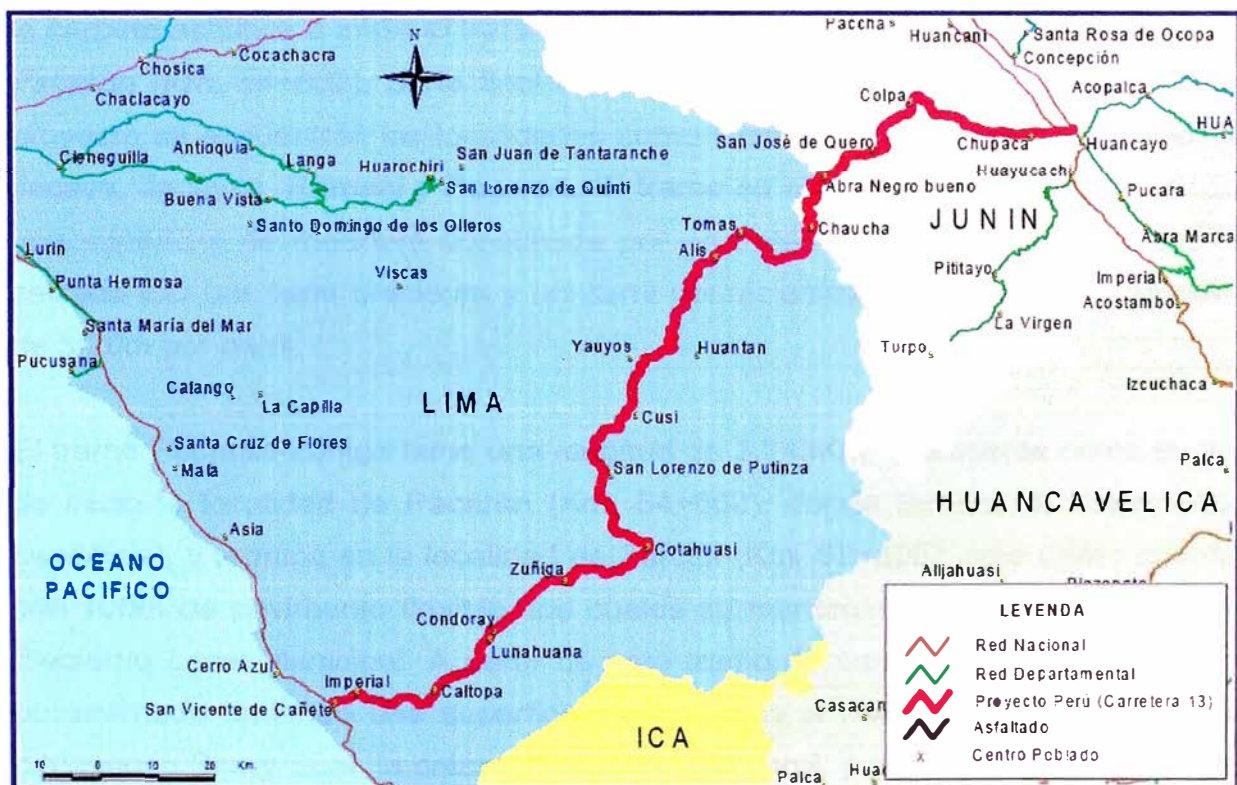 Paccha
Huancani
Santa Rosa de Ocopa
Concepción
Cocachacra
Chosica
N
Chaclacayo
Acopalca
Colpa
HUA
Antioquia
San José de Quero
Chupaca
Huancayo
Cieneguilla
Langa
Huarochiri
San Juan de Tantaranche
Huayucachi
San Lorenzo de Quinti
Abra Negro bueno
Pucara
Buena Vista
JUNIN
Santo Domingo de los Olleros
Tomas
Chaucha
Abra Marca
Lurin
Alis
Viscas
Pititayo
Imperial
Punta Hermosa
Acostambo
La Virgen
Santa María del Mar
Yauyos
Huantan
Turpo
Pucusana
Izcuchaca
Calango
La Capilla
LIMA
Cusi
Santa Cruz de Flores
Mala
San Lorenzo de Putinza
Palca
HUANCAVELICA
Asia
Cotahuasi
OCEANO
PACIFICO
Zuñiga
Alljahuasi
LEYENDA
Condoray
Lunahuana
Red Nacional
Red Departamental
Cerro Azul
Imperial
Caltopa
Proyecto Perú (Carretera 13)
San Vicente de Cañete
Casacan
Asfaltado
ICA
Centro Poblado
10 0 10 20 Km
Palca
Hua